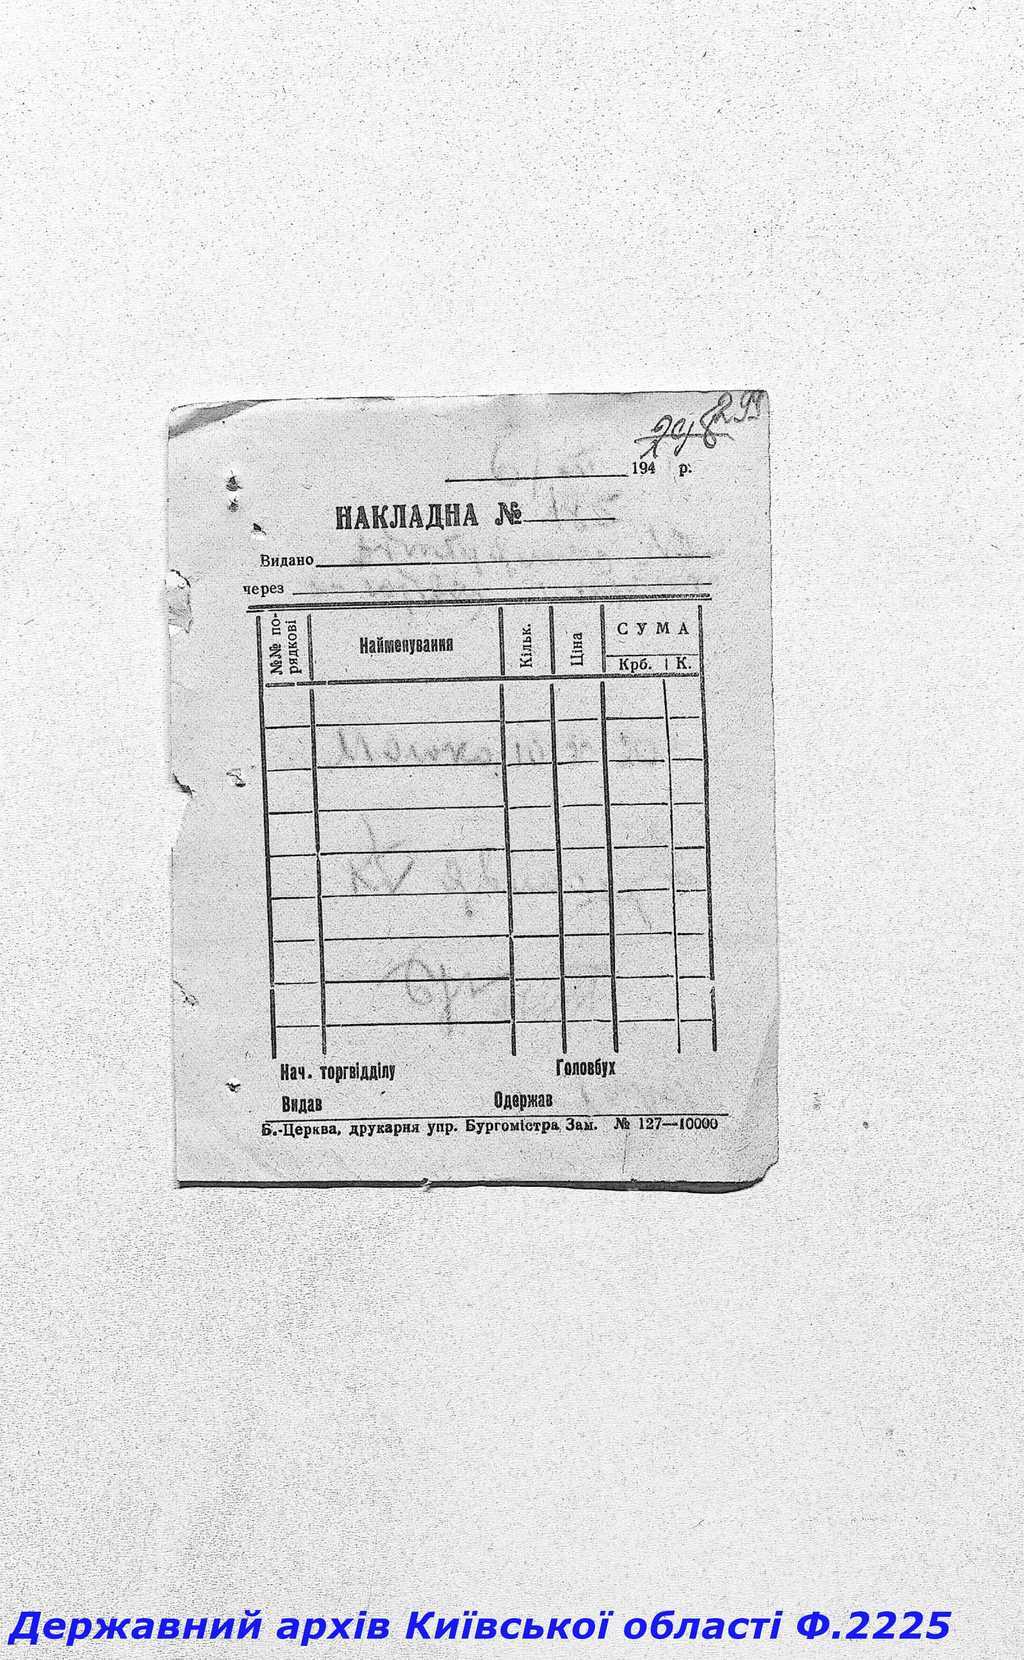 299
194 р.
НАКЛАДНА №
Видано
через
№№ по-
рядкові
Найменування
Кільк.
Ціна
СУМА
Крб. К.
Нач. торгвідділу Головбух
Видав Одержав
Б.-Церква, друкарня упр. Бургомістра Зам. № 127—10000
Державний архів Київської області Ф.2225